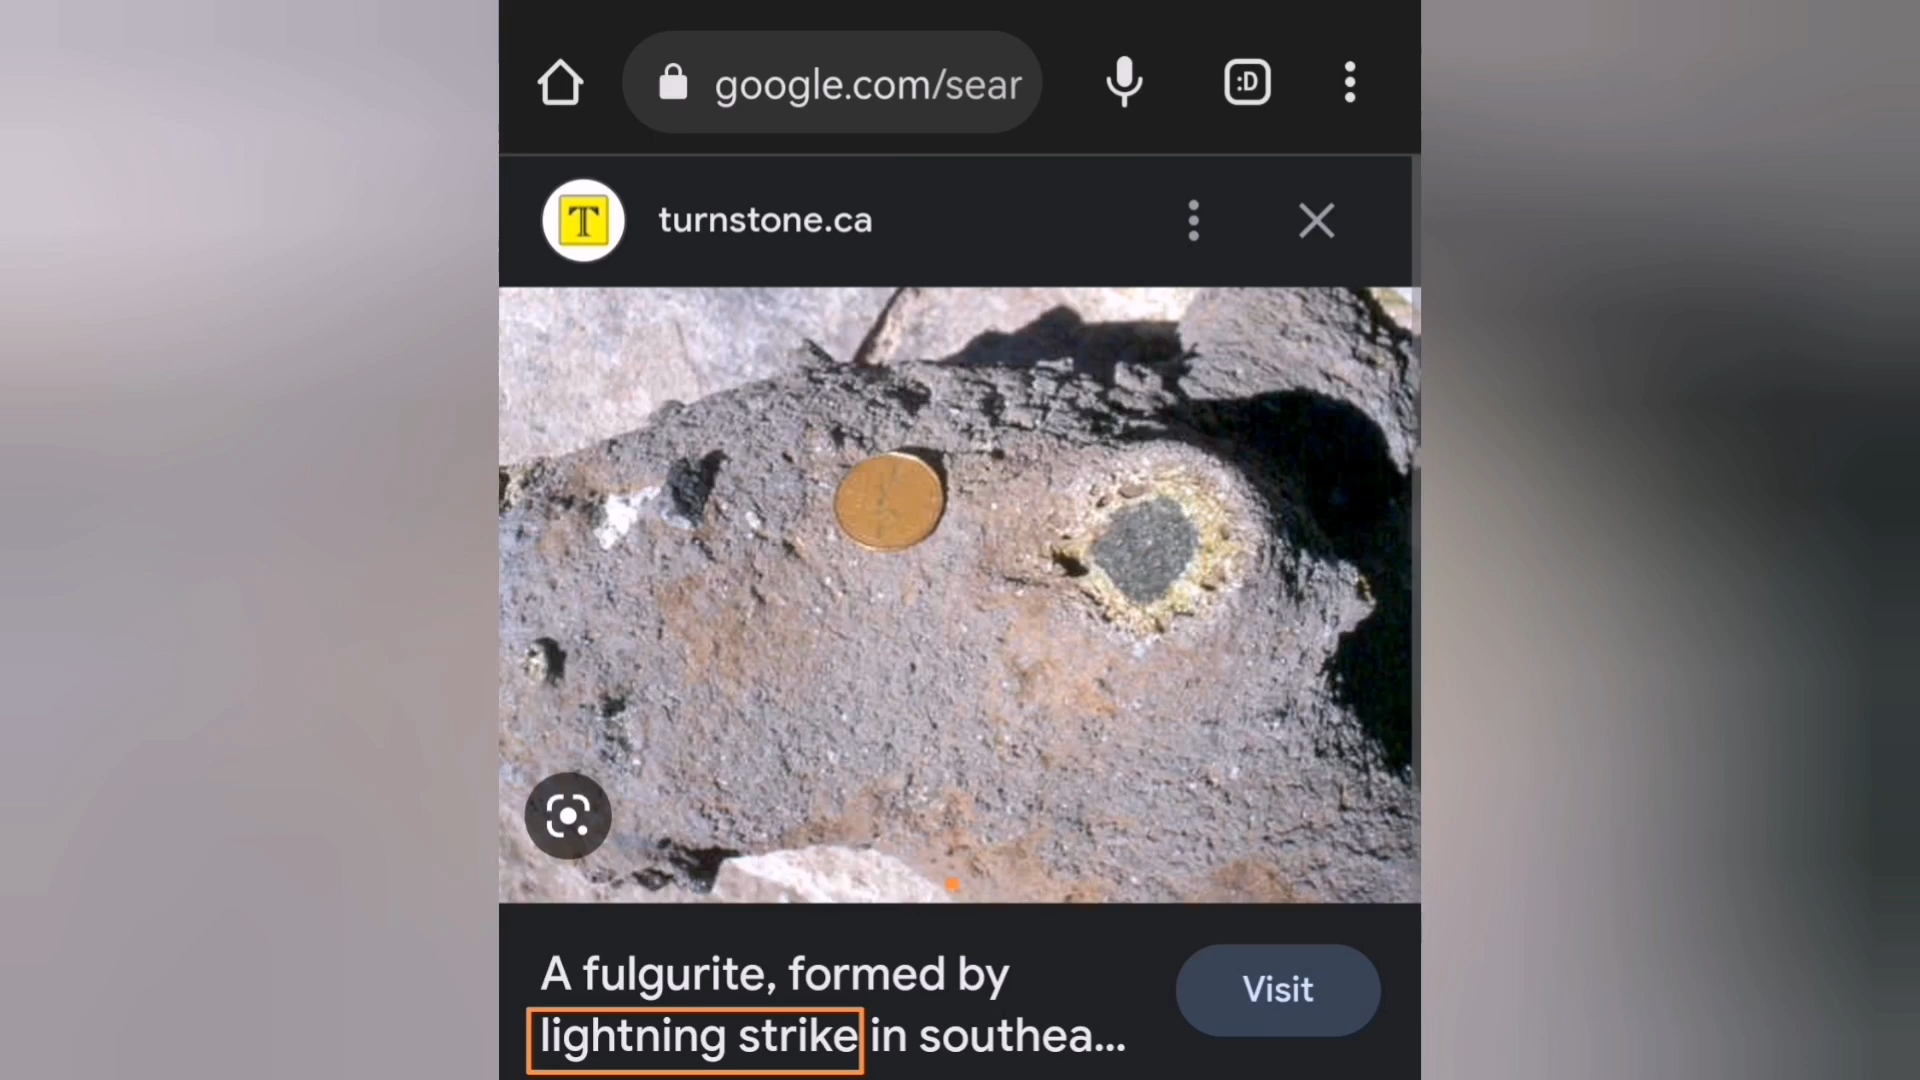 google.com/sear
:D
T
turnstone.ca
A fulgurite, formed by
lightning strike in southea...
Visit